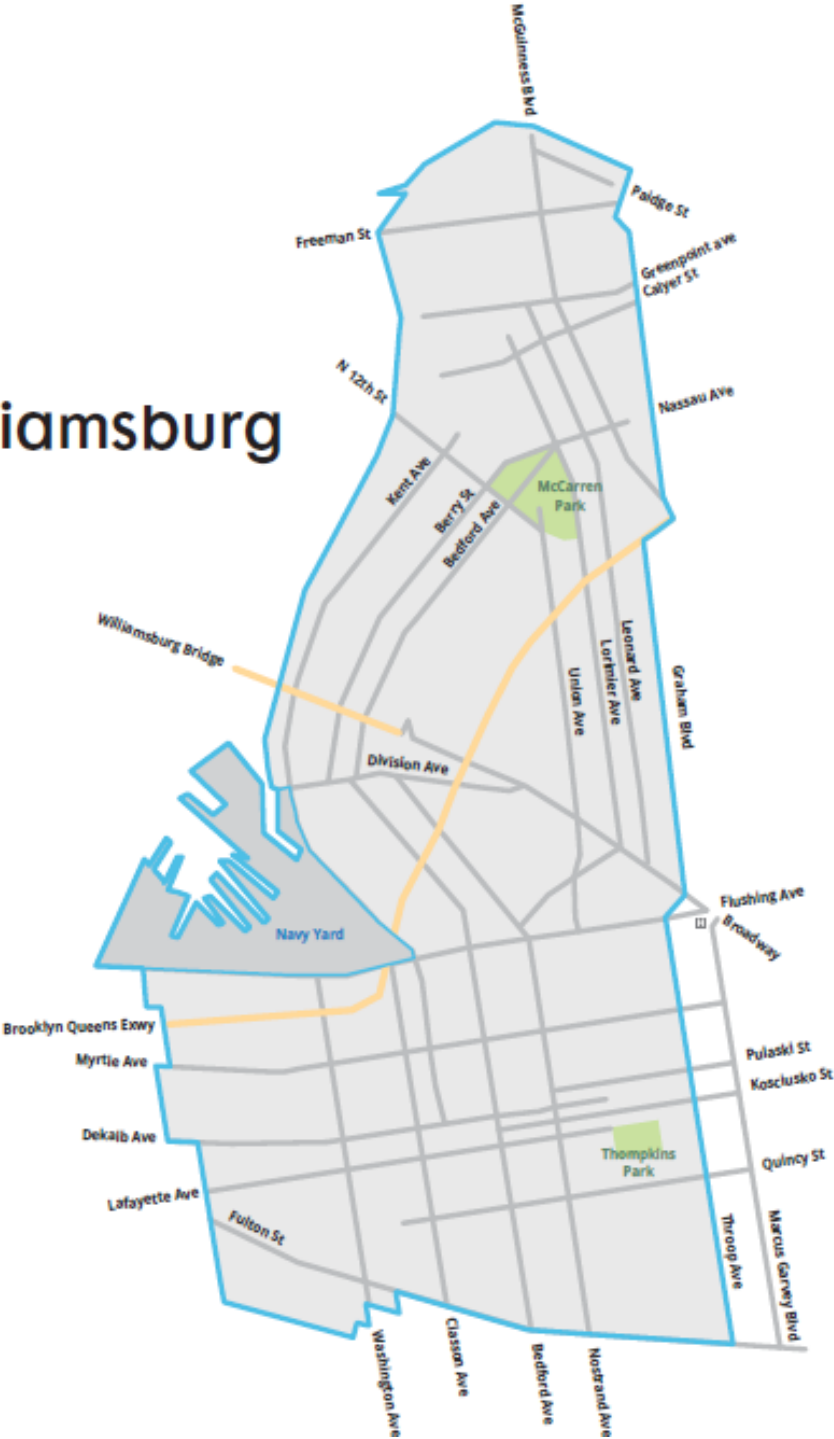 McGuinness Blvd
Paidge St
Freeman St
Greenpoint ave
Calyer St
N 12th St
Nassau Ave
iamsburg
Kent Ave
Berry St
Bedford Ave
McCarren
Park
Williamsburg Bridge
Union Ave
Lorimier Ave
Leonard Ave
Graham Blvd
Division Ave
Flushing Ave
Broadway
Navy Yard
Brooklyn Queens Exwy
Myrtle Ave
Pulaski St
Kosciusko St
Dekalb Ave
Thompkins
Park
Quincy St
Lafayette Ave
Fulton St
Throop Ave
Marcus Garvey Blvd
Washington Ave
Classon Ave
Bedford Ave
Nostrand Ave